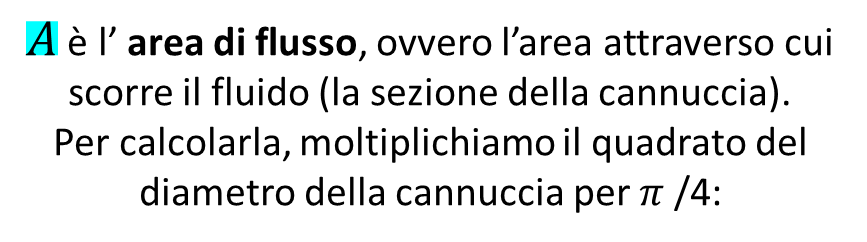 A è l’ area di flusso, ovvero l’area attraverso cui
scorre il fluido (la sezione della cannuccia).
Per calcolarla, moltiplichiamo il quadrato del
diametro della cannuccia per π /4: